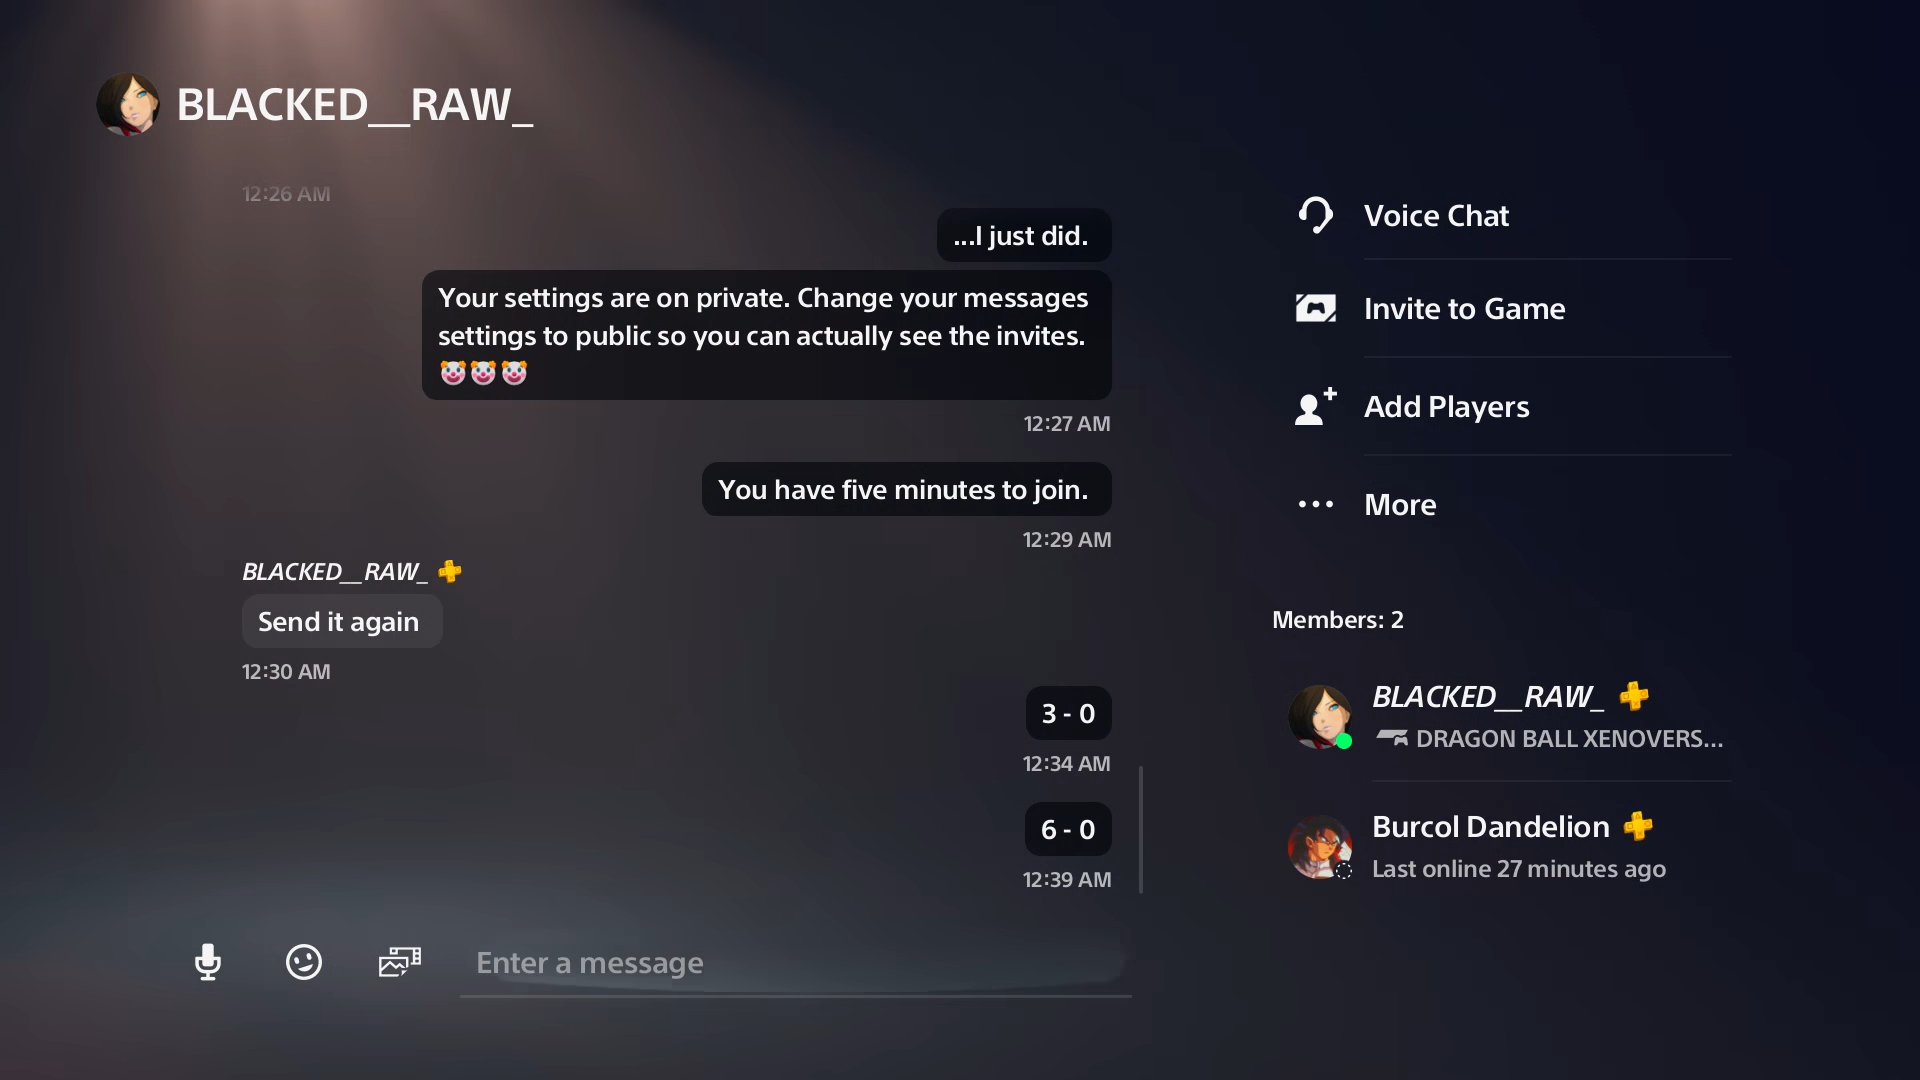 BLACKED__RAW_
12:26 AM
...I just did.
Your settings are on private. Change your messages
settings to public so you can actually see the invites.
🤡🤡🤡
12:27 AM
You have five minutes to join.
12:29 AM
BLACKED__RAW_
Send it again
12:30 AM
3 - 0
12:34 AM
6 - 0
12:39 AM
Enter a message
Voice Chat
Invite to Game
Add Players
More
Members: 2
BLACKED__RAW_
DRAGON BALL XENOVERS...
Burcol Dandelion
Last online 27 minutes ago